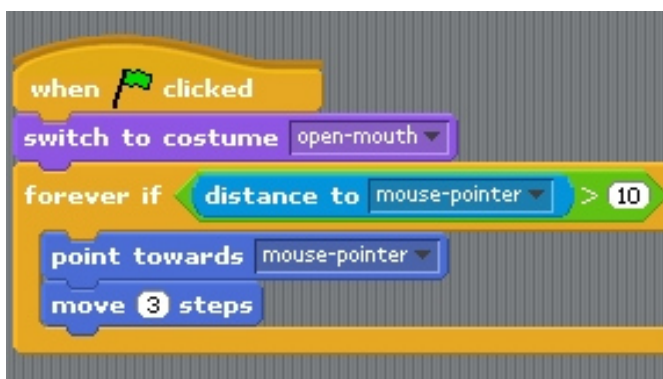 when clicked
switch to costume open-mouth
forever if distance to mouse-pointer > 10
point towards mouse-pointer
move 3 steps